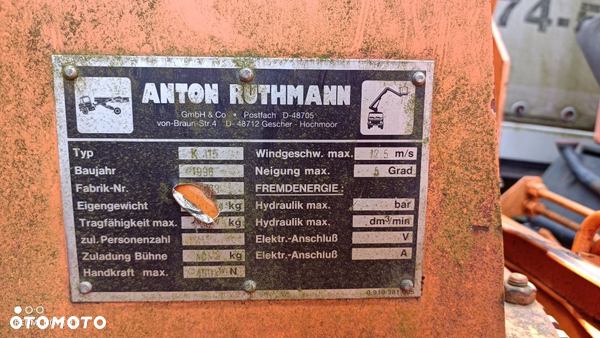 74-F
ANTON RUTHMANN
GmbH & Co • Postfach D-48705
von-Braun-Str.4 D-48712 Gescher - Hochmoor
Typ K 115
Baujahr 1996
Fabrik-Nr.
Eigengewicht kg
Tragfähigkeit max. kg
zul. Personenzahl
Zuladung Bühne kg
Handkraft max. N
Windgeschw. max. 12.5 m/s
Neigung max. 5 Grad
FREMDENERGIE:
Hydraulik max. bar
Hydraulik max. dm³/min
Elektr.-Anschluß V
Elektr.-Anschluß A
OTOMOTO